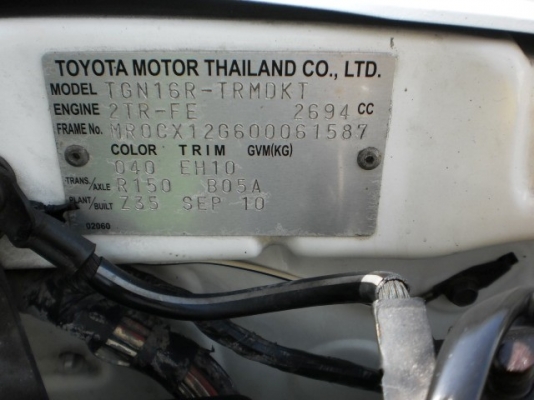 TOYOTA MOTOR THAILAND CO., LTD.
MODEL TGN16R-TRMDKT
ENGINE 2TR-FE 2694 CC
FRAME No. MR0CX12G600061587
COLOR TRIM GVM(KG)
040 EH10
TRANS/AXLE R150 B05A
PLANT/BUILT Z35 SEP 10
02060